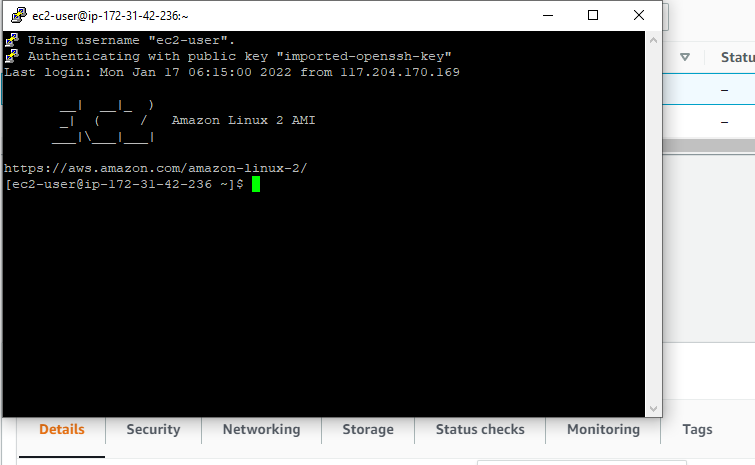 ec2-user@ip-172-31-42-236:~
Using username "ec2-user".
Authenticating with public key "imported-openssh-key"
Last login: Mon Jan 17 06:15:00 2022 from 117.204.170.169
__|  __|_  )
_|  (     /   Amazon Linux 2 AMI
___|\___|___|
https://aws.amazon.com/amazon-linux-2/
[ec2-user@ip-172-31-42-236 ~]$
Statu
–
–
Details Security Networking Storage Status checks Monitoring Tags